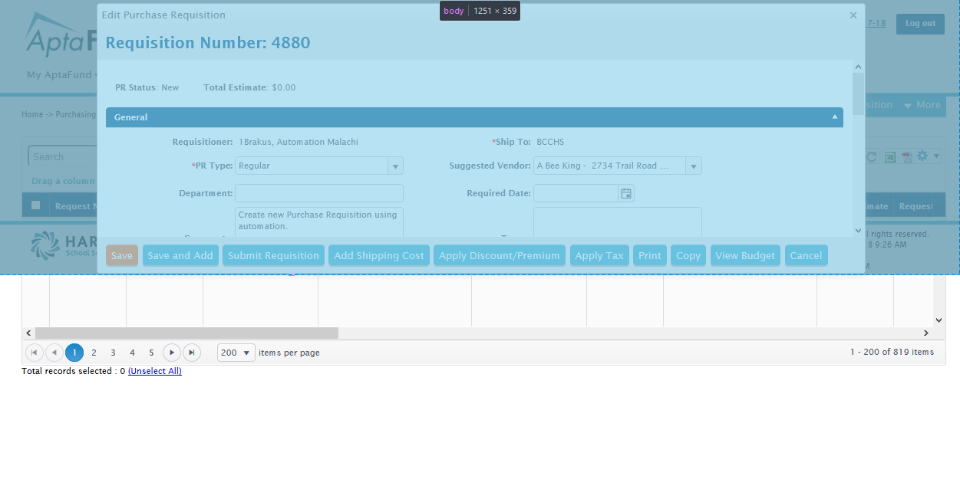 body 1251 × 359
Edit Purchase Requisition
7-18
Log out
AptaF
Requisition Number: 4880
My AptaFund
PR Status: New Total Estimate: $0.00
sition More
Home -> Purchasing
General
Requisitioner: 1Brakus, Automation Malachi *Ship To: BCCHS
Search
*PR Type: Regular Suggested Vendor: A Bee King - 2734 Trail Road ...
Drag a column
Department: Required Date:
Request N
imate Request
Create new Purchase Requisition using
automation.
HAR
School S
ll rights reserved.
8 9:26 AM
M
Save Save and Add Submit Requisition Add Shipping Cost Apply Discount/Premium Apply Tax Print Copy View Budget Cancel
1 2 3 4 5 200 items per page 1 - 200 of 819 items
Total records selected : 0 (Unselect All)